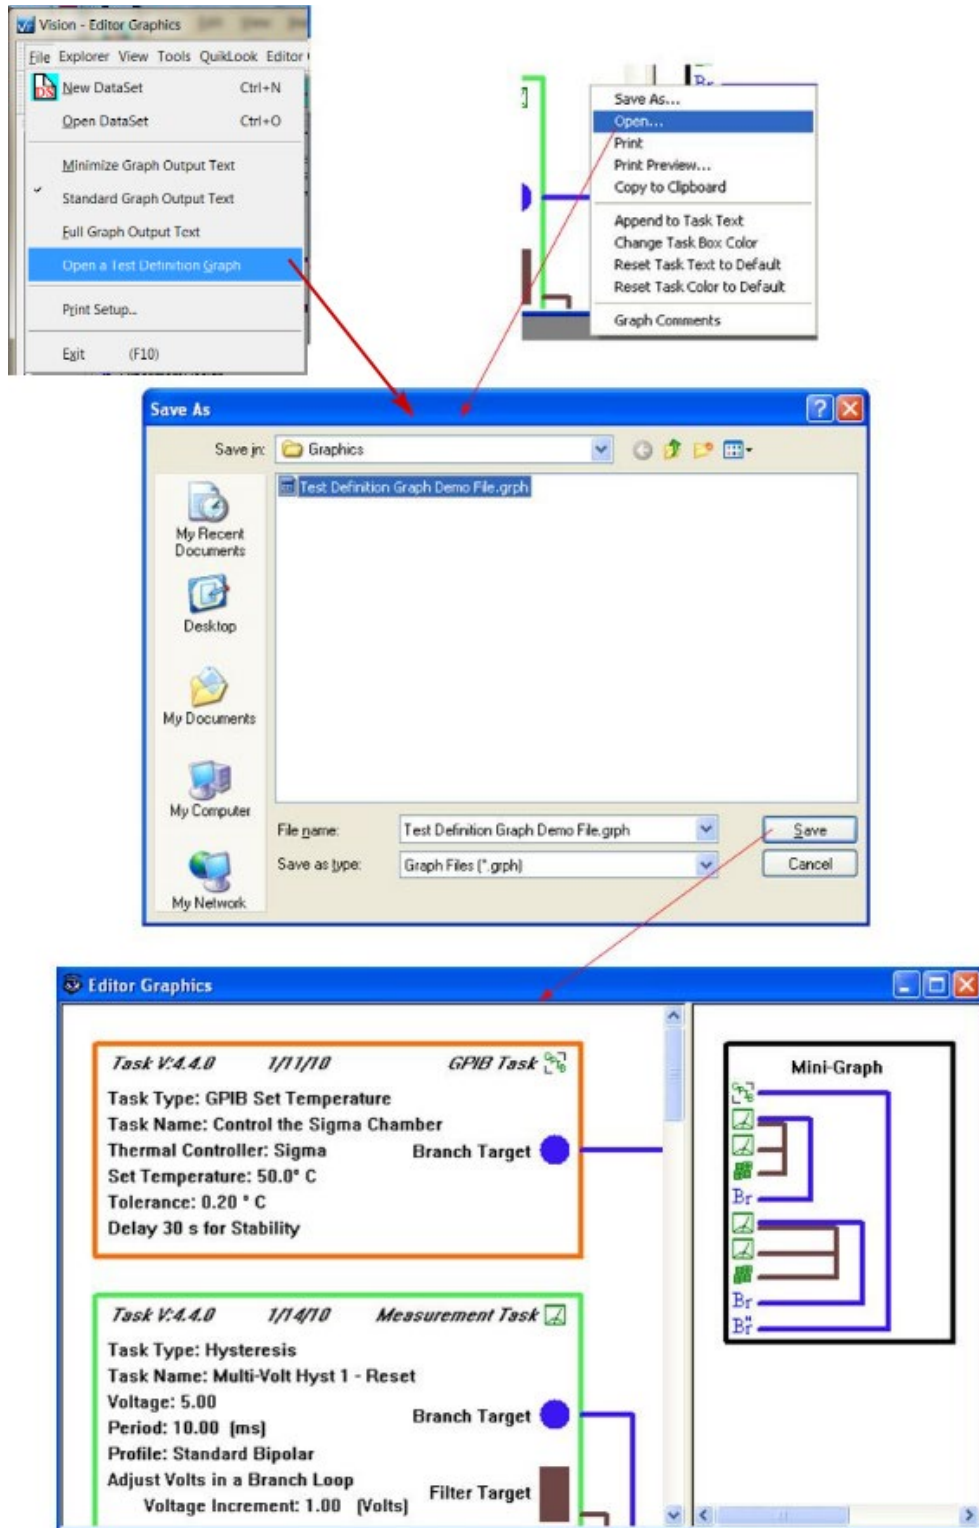 Vision - Editor Graphics
File Explorer View Tools QuikLook Editor
New DataSet Ctrl+N
Open DataSet Ctrl+O
Minimize Graph Output Text
Standard Graph Output Text
Full Graph Output Text
Open a Test Definition Graph
Print Setup...
Exit (F10)
Br
Save As...
Open...
Print
Print Preview...
Copy to Clipboard
Append to Task Text
Change Task Box Color
Reset Task Text to Default
Reset Task Color to Default
Graph Comments
Save As
Save in: Graphics
Test Definition Graph Demo File.grph
My Recent
Documents
Desktop
My Documents
My Computer
My Network
File name: Test Definition Graph Demo File.grph Save
Save as type: Graph Files (*.grph) Cancel
Editor Graphics
Task V:4.4.0 1/11/10 GPIB Task
Task Type: GPIB Set Temperature
Task Name: Control the Sigma Chamber
Thermal Controller: Sigma Branch Target
Set Temperature: 50.0° C
Tolerance: 0.20 ° C
Delay 30 s for Stability
Task V:4.4.0 1/14/10 Measurement Task
Task Type: Hysteresis
Task Name: Multi-Volt Hyst 1 - Reset
Voltage: 5.00
Period: 10.00 (ms) Branch Target
Profile: Standard Bipolar
Adjust Volts in a Branch Loop
Voltage Increment: 1.00 (Volts) Filter Target
Mini-Graph
Br
Br
Br